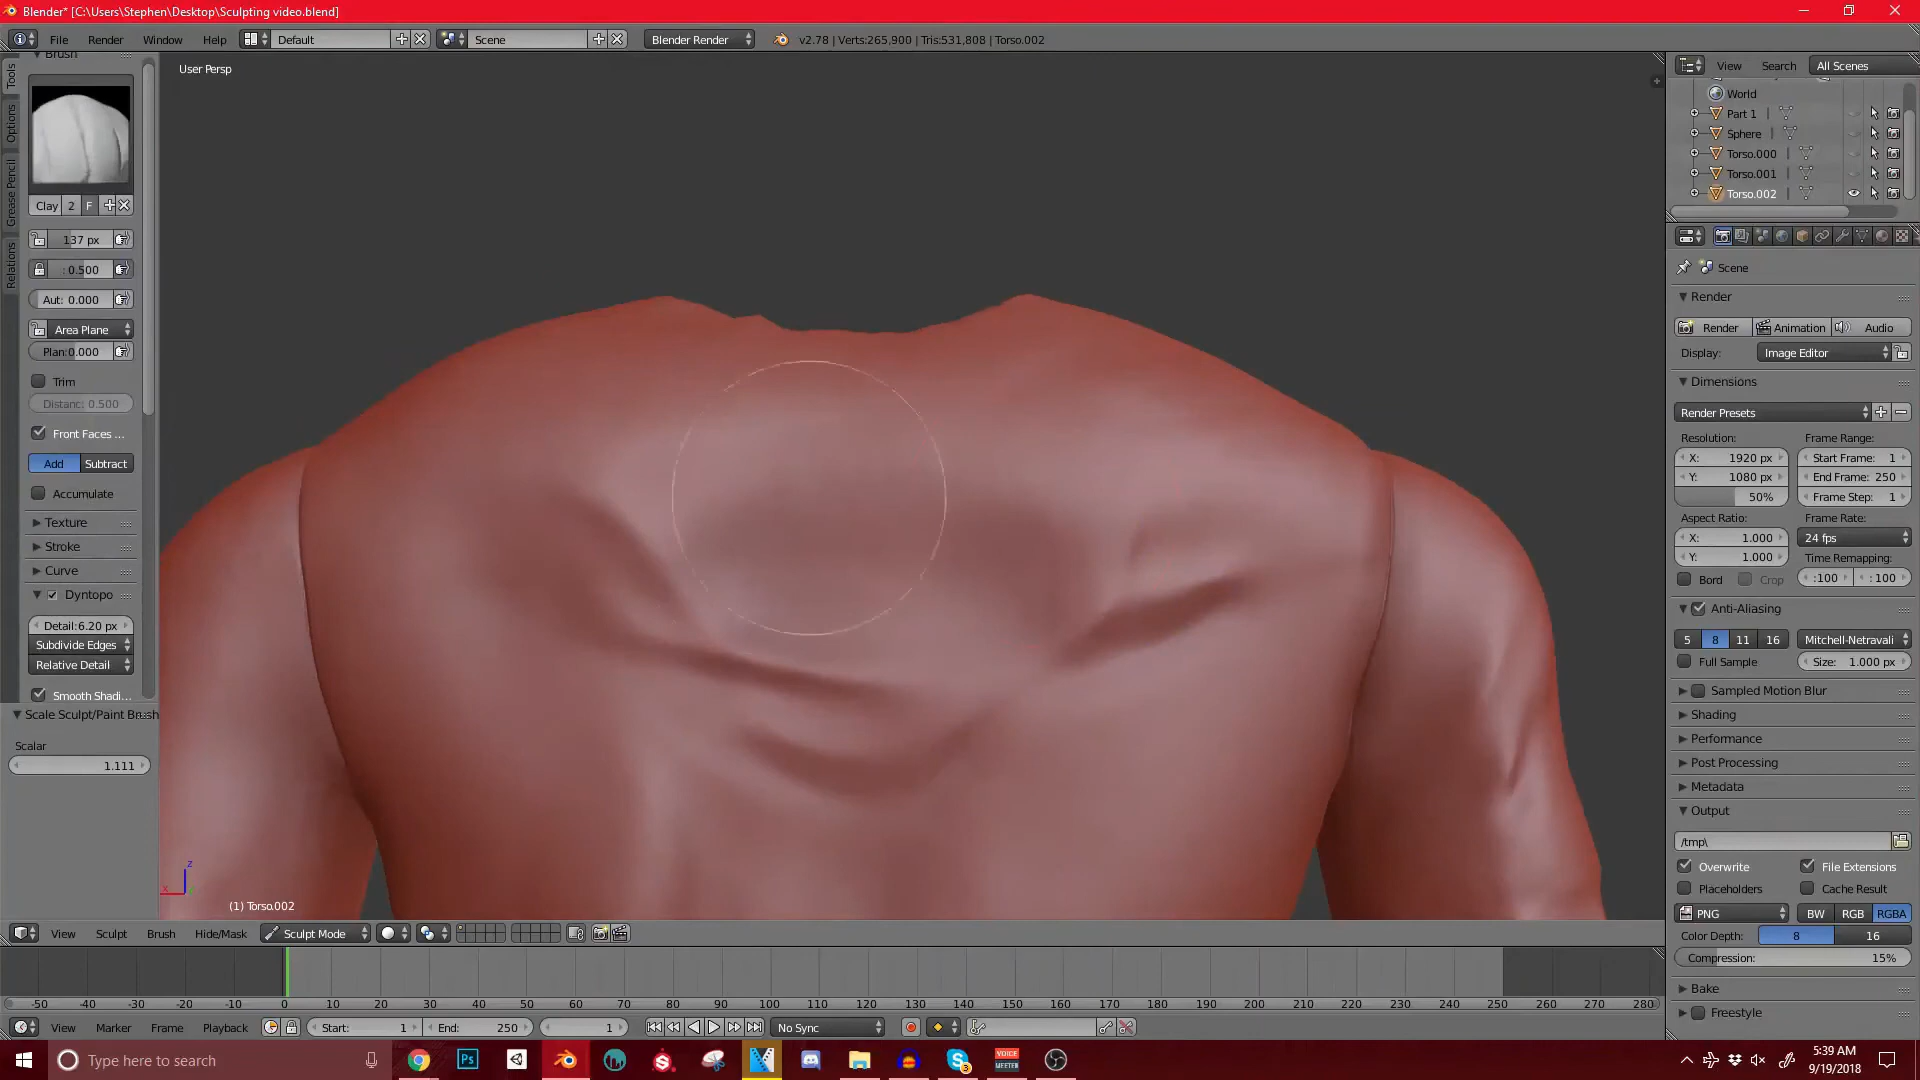 Blender* [C:\Users\Stephen\Desktop\Sculpting video.blend]
File Render Window Help Default Scene Blender Render v2.78 | Verts:265,900 | Tris:531,808 | Torso.002
Brush
Tools
Options
Grease Pencil
Relations
Clay 2 F
137 px
: 0.500
Aut: 0.000
Area Plane
Plan:0.000
Trim
Distanc: 0.500
Front Faces ...
Add Subtract
Accumulate
Texture
Stroke
Curve
Dyntopo
Detail:6.20 px
Subdivide Edges
Relative Detail
Smooth Shadi...
Scale Sculpt/Paint Brush
Scalar
1.111
User Persp
z
x
(1) Torso.002
View Sculpt Brush Hide/Mask Sculpt Mode
View Search All Scenes
World
Part 1
Sphere
Torso.000
Torso.001
Torso.002
Scene
Render
Render Animation Audio
Display: Image Editor
Dimensions
Render Presets
Resolution: Frame Range:
X: 1920 px Start Frame: 1
Y: 1080 px End Frame: 250
50% Frame Step: 1
Aspect Ratio: Frame Rate:
X: 1.000 24 fps
Y: 1.000 Time Remapping:
Bord Crop :100 : 100
Anti-Aliasing
5 8 11 16 Mitchell-Netravali
Full Sample Size: 1.000 px
Sampled Motion Blur
Shading
Performance
Post Processing
Metadata
Output
/tmp\
Overwrite File Extensions
Placeholders Cache Result
PNG BW RGB RGBA
Color Depth: 8 16
Compression: 15%
Bake
Freestyle
-50 -40 -30 -20 -10 0 10 20 30 40 50 60 70 80 90 100 110 120 130 140 150 160 170 180 190 200 210 220 230 240 250 260 270 280
View Marker Frame Playback Start: 1 End: 250 1 No Sync
Type here to search
Ps
VOICE
MEETER
3
5:39 AM
9/19/2018